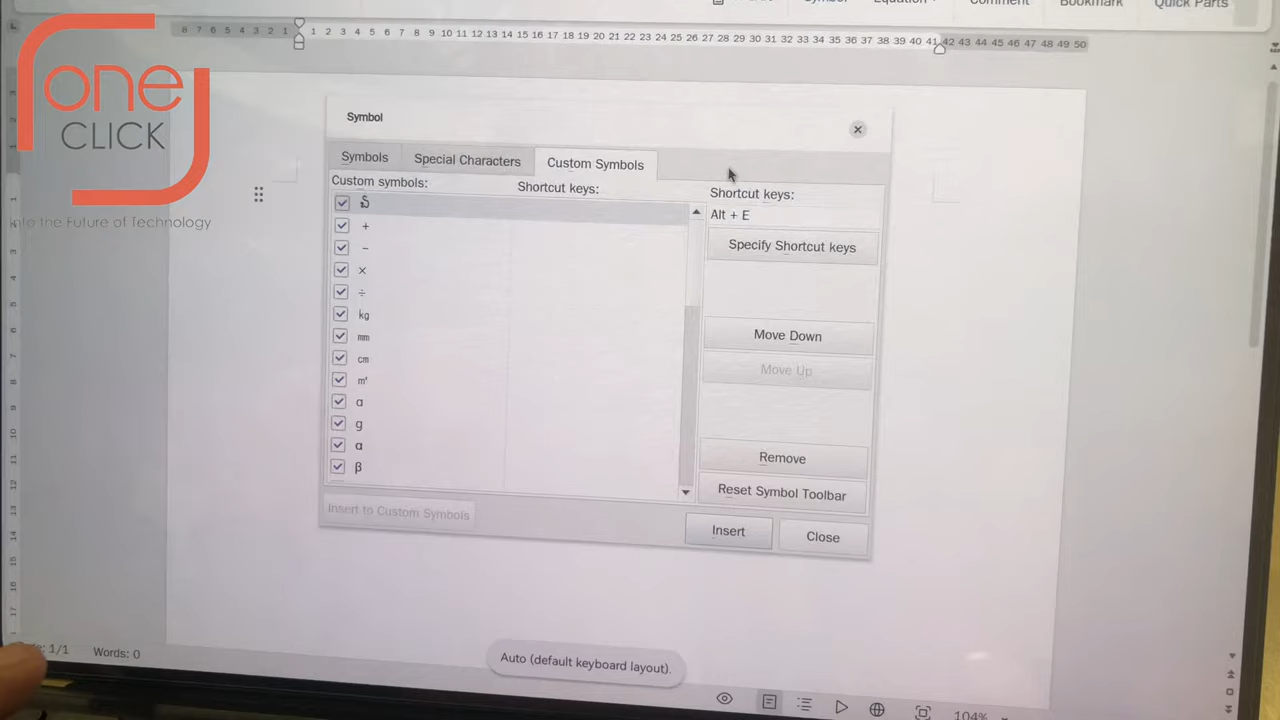 Symbol Equation Comment Bookmark Quick Parts
8 7 6 5 4 3 2 1 1 2 3 4 5 6 7 8 9 10 11 12 13 14 15 16 17 18 19 20 21 22 23 24 25 26 27 28 29 30 31 32 33 34 35 36 37 38 39 40 41 42 43 44 45 46 47 48 49 50
one
CLICK
Into the Future of Technology
Symbol
Symbols Special Characters Custom Symbols
Custom symbols: Shortcut keys: Shortcut keys:
Alt + E
+
−
×
÷
kg
mm
cm
m²
ɑ
g
α
β
Specify Shortcut keys
Move Down
Move Up
Remove
Reset Symbol Toolbar
Insert to Custom Symbols
Insert Close
Auto (default keyboard layout).
1/1 Words: 0
104%